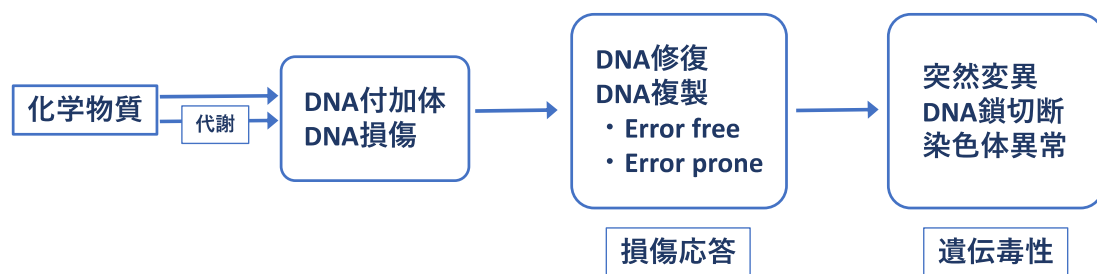 化学物質
代謝
DNA付加体
DNA損傷
DNA修復
DNA複製
・Error free
・Error prone
損傷応答
突然変異
DNA鎖切断
染色体異常
遺伝毒性